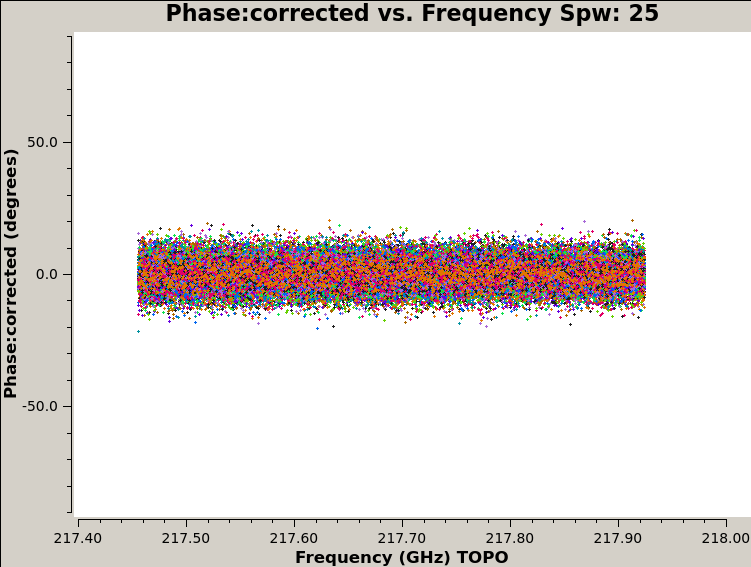 Phase:corrected vs. Frequency Spw: 25
Phase:corrected (degrees)
50.0
0.0
-50.0
217.40 217.50 217.60 217.70 217.80 217.90 218.00
Frequency (GHz) TOPO